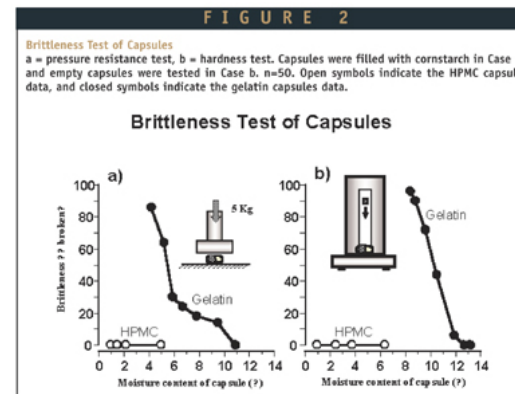 FIGURE 2
Brittleness Test of Capsules
a = pressure resistance test, b = hardness test. Capsules were filled with cornstarch in Case
and empty capsules were tested in Case b. n=50. Open symbols indicate the HPMC capsul
data, and closed symbols indicate the gelatin capsules data.
Brittleness Test of Capsules
a)
100
80
60
40
20
0
Brittleness ?? broken?
5 Kg
Gelatin
HPMC
0 2 4 6 8 10 12 14
Moisture content of capsule (?)
b)
100
80
60
40
20
0
Gelatin
HPMC
0 2 4 6 8 10 12 14
Moisture content of capsule (?)